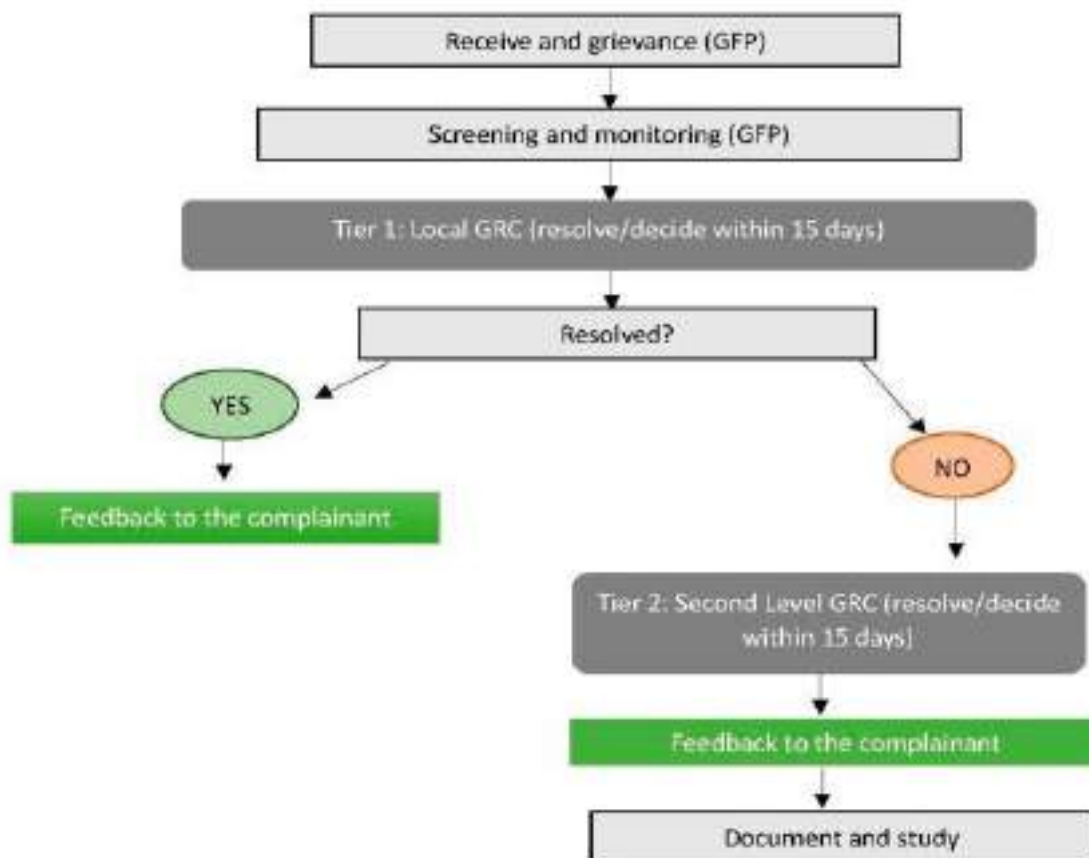 Receive and grievance (GFP)
Screening and monitoring (GFP)
Tier 1: Local GRC (resolve/decide within 15 days)
Resolved?
YES
NO
Feedback to the complainant
Tier 2: Second Level GRC (resolve/decide
within 15 days)
Feedback to the complainant
Document and study